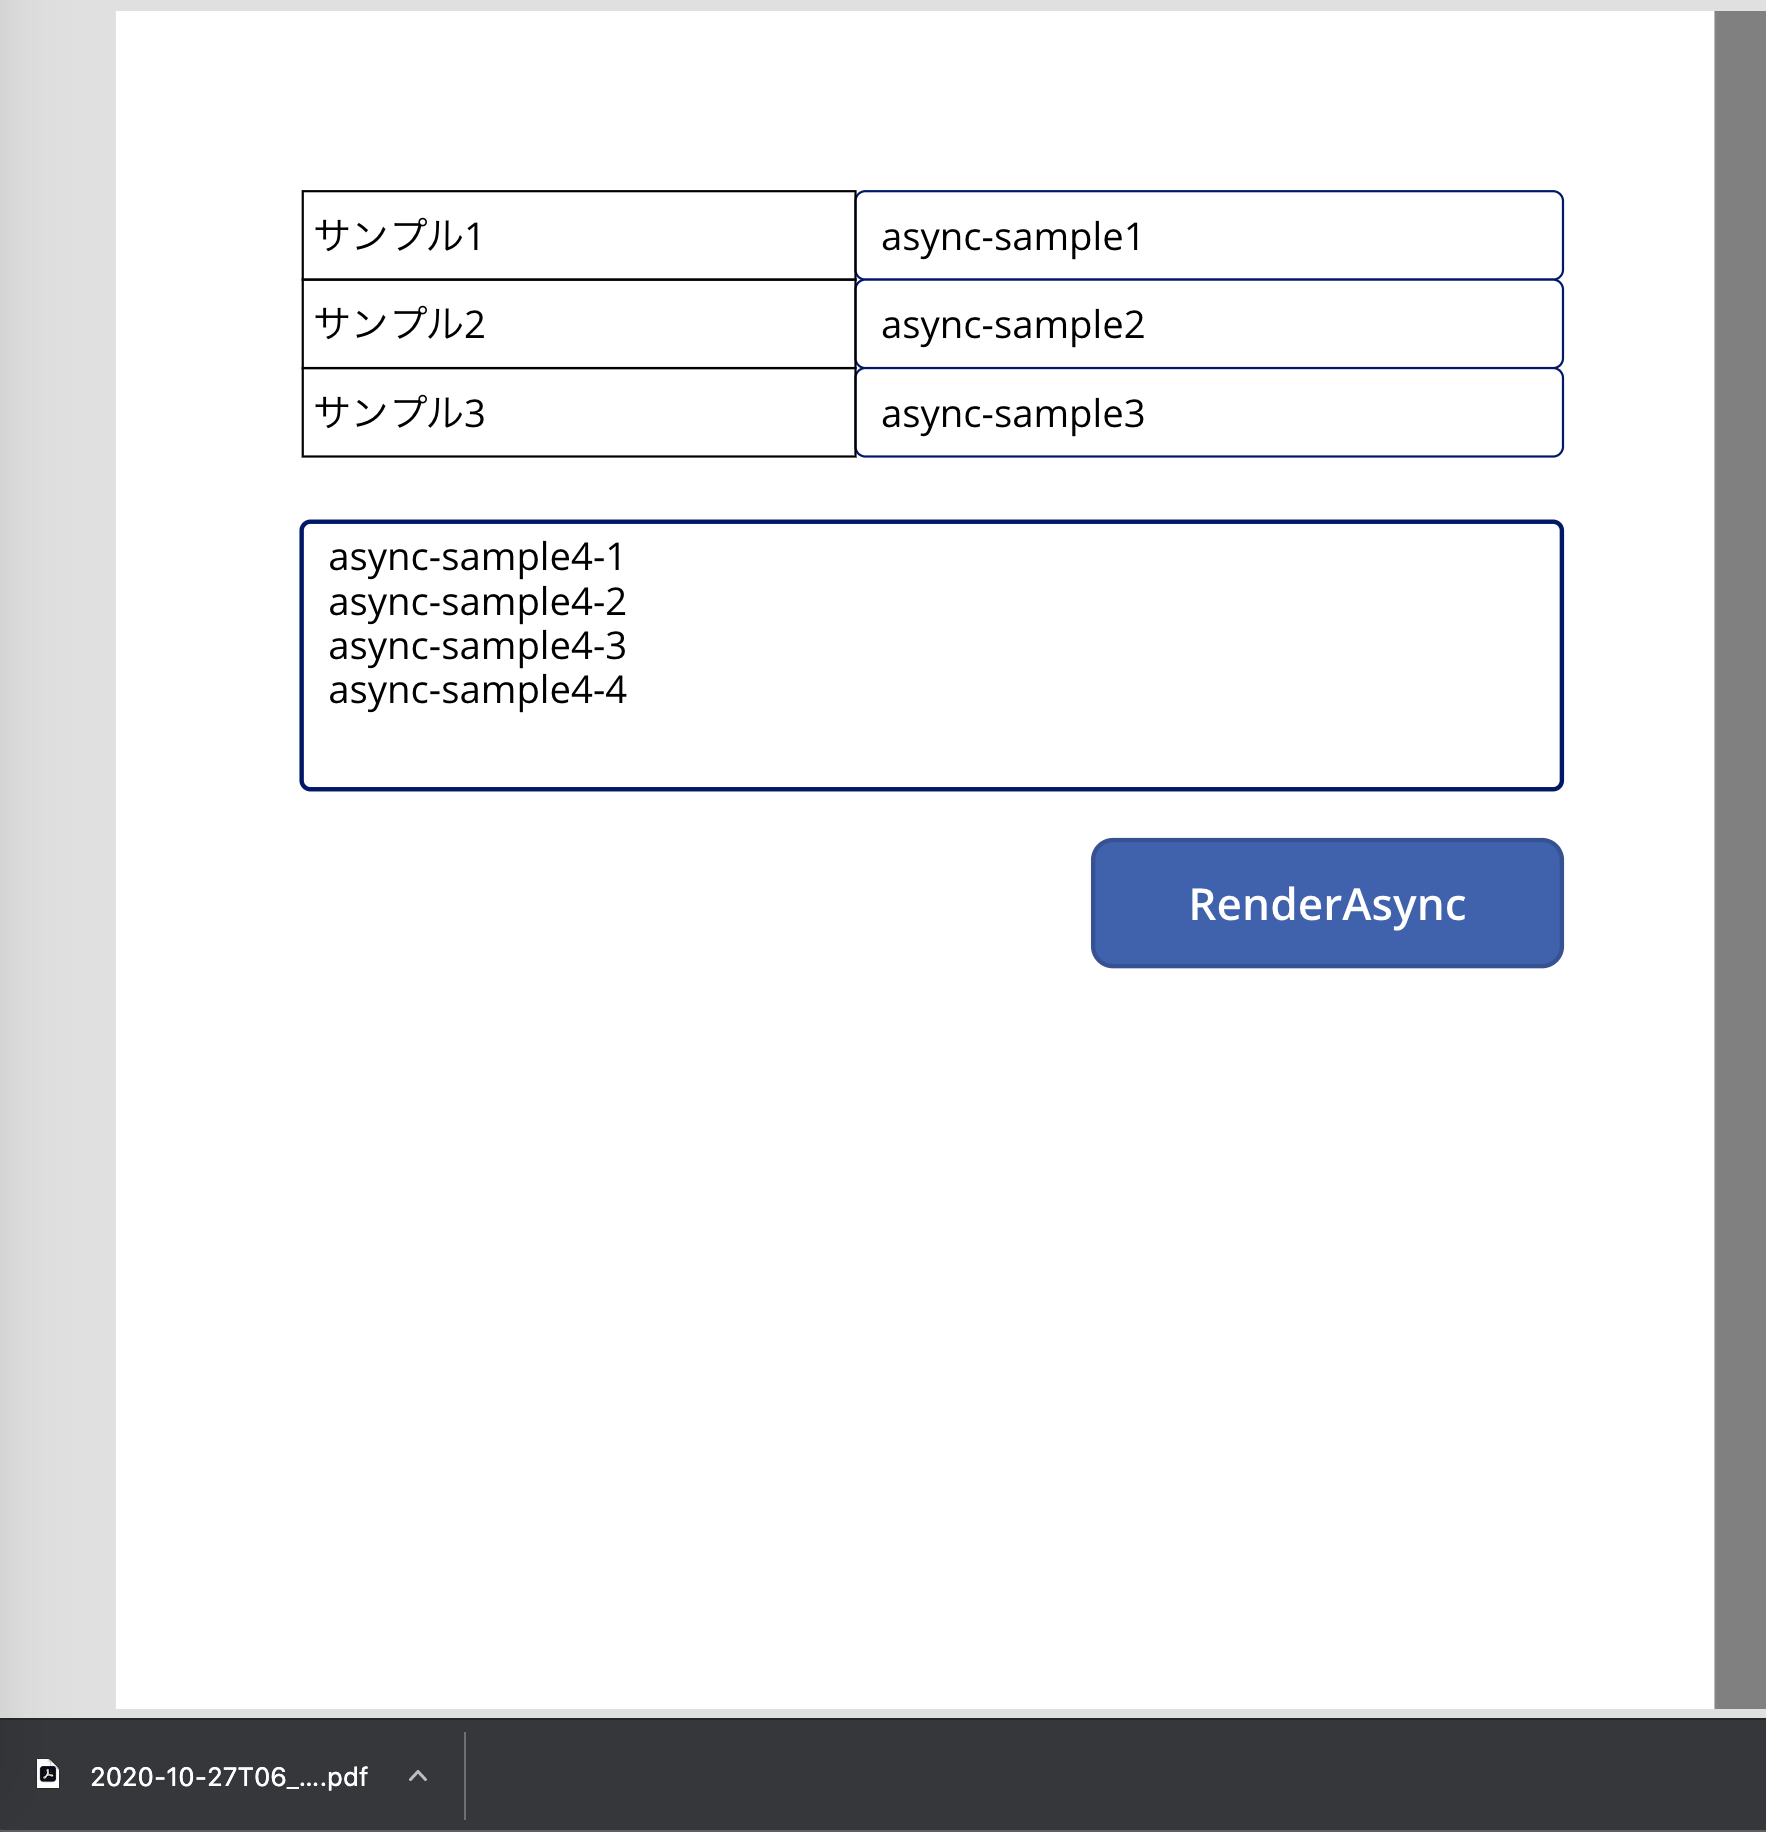 サンプル1 async-sample1
サンプル2 async-sample2
サンプル3 async-sample3
async-sample4-1
async-sample4-2
async-sample4-3
async-sample4-4
RenderAsync
2020-10-27T06_....pdf